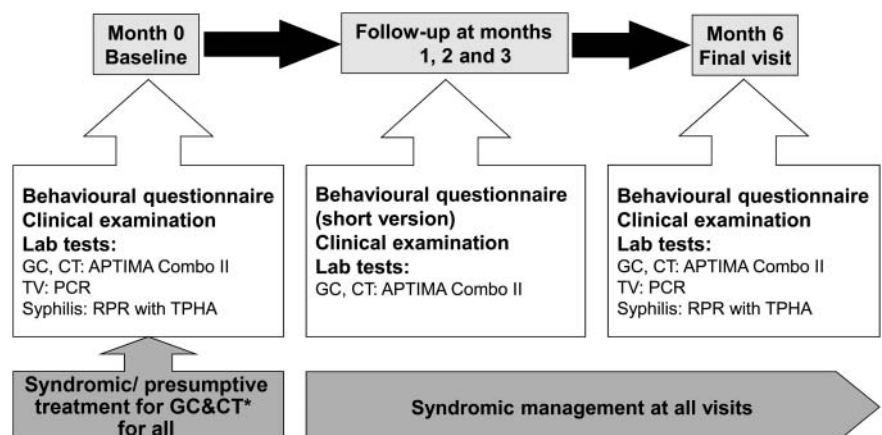 Month 0
Baseline
Follow-up at months
1, 2 and 3
Month 6
Final visit
Behavioural questionnaire
Clinical examination
Lab tests:
GC, CT: APTIMA Combo II
TV: PCR
Syphilis: RPR with TPHA
Behavioural questionnaire
(short version)
Clinical examination
Lab tests:
GC, CT: APTIMA Combo II
Behavioural questionnaire
Clinical examination
Lab tests:
GC, CT: APTIMA Combo II
TV: PCR
Syphilis: RPR with TPHA
Syndromic/ presumptive
treatment for GC&CT*
for all
Syndromic management at all visits